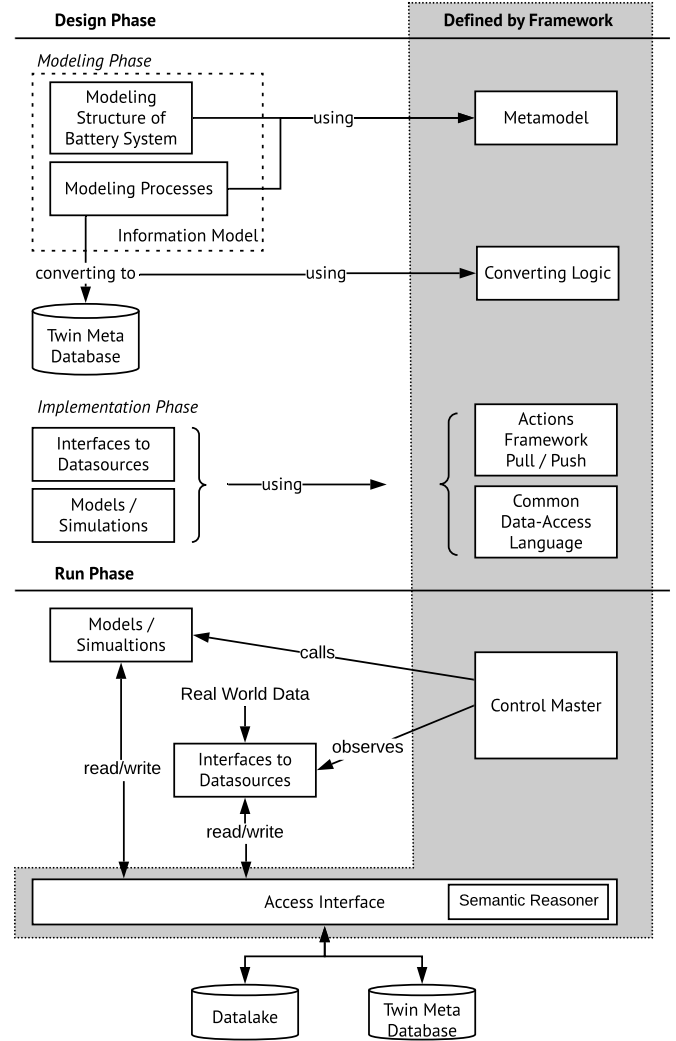 Design Phase
Defined by Framework
Modeling Phase
Modeling
Structure of
Battery System
using
Metamodel
Modeling Processes
Information Model
converting to
using
Converting Logic
Twin Meta
Database
Implementation Phase
Interfaces to
Datasources
Models /
Simulations
using
Actions
Framework
Pull / Push
Common
Data-Access
Language
Run Phase
Models /
Simualtions
calls
Control Master
Real World Data
observes
Interfaces to
Datasources
read/write
read/write
Access Interface
Semantic Reasoner
Datalake
Twin Meta
Database